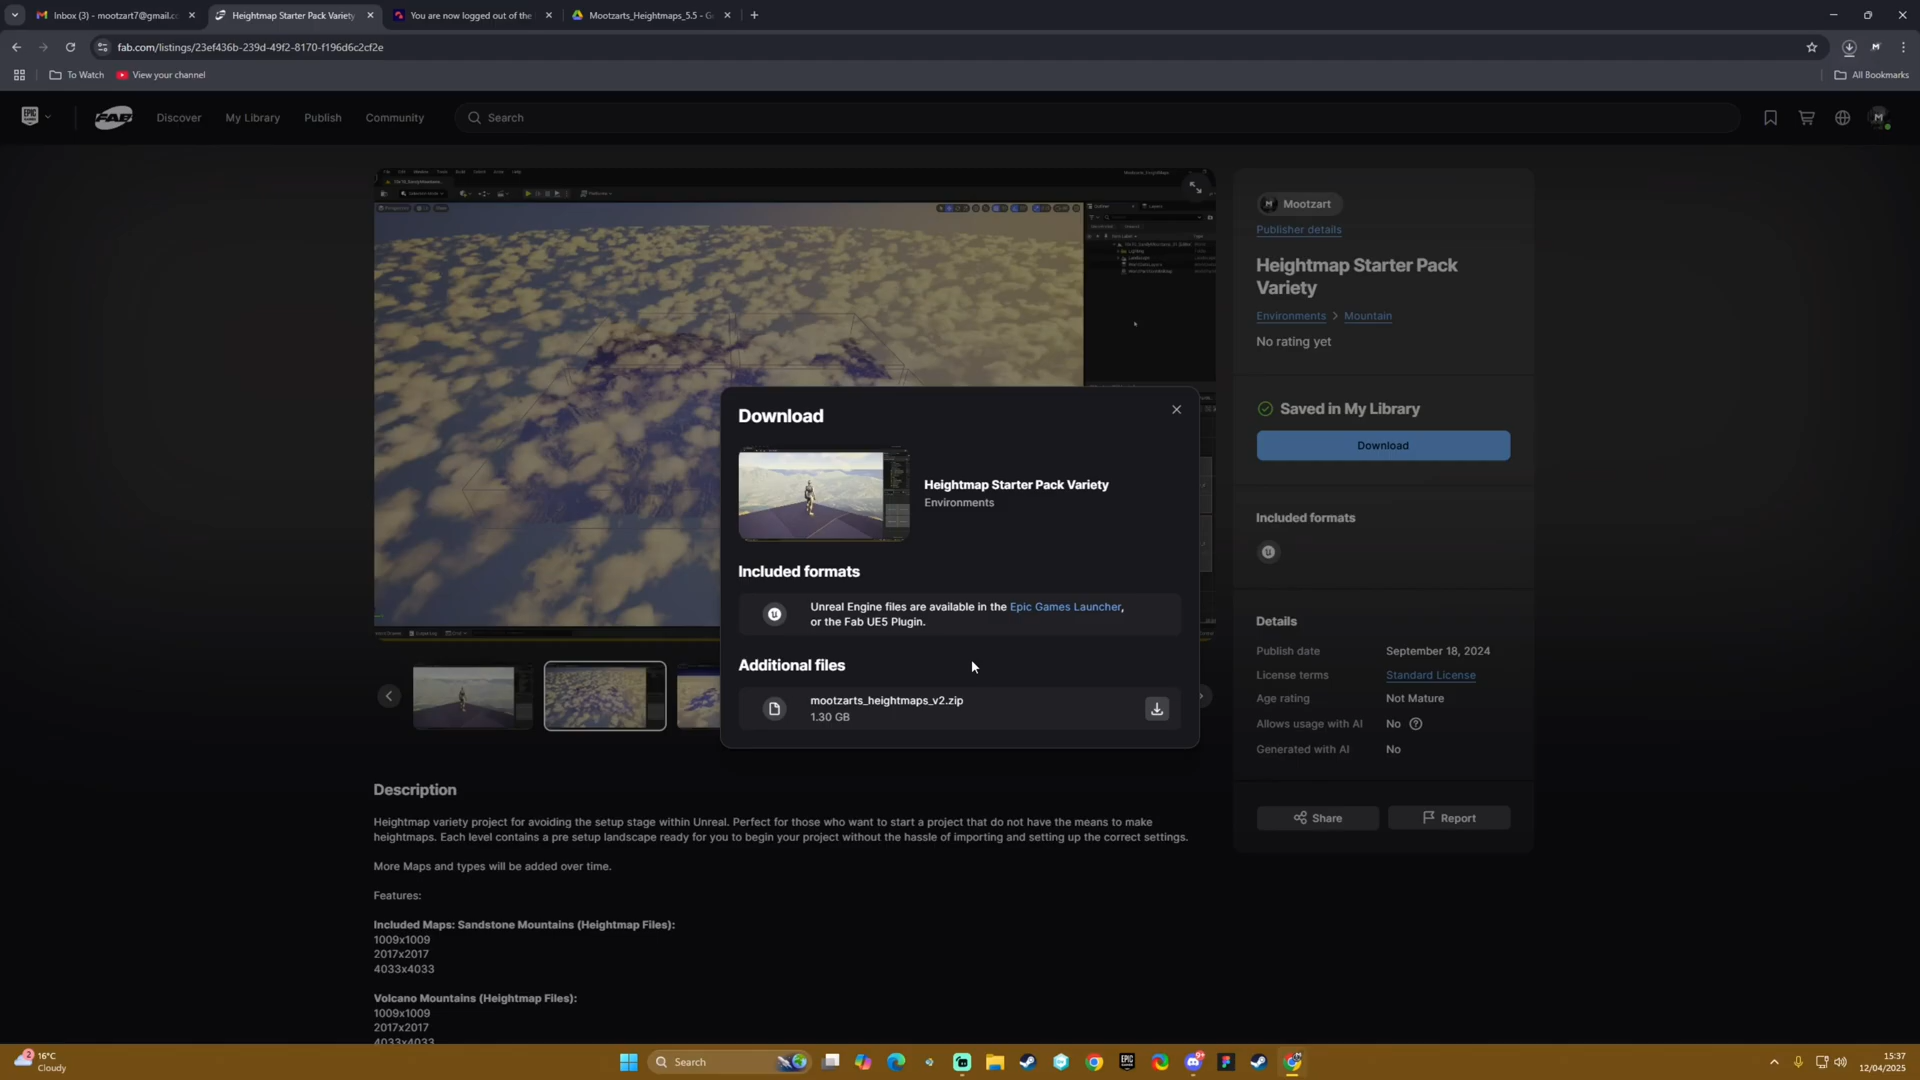 Inbox (3) - mootzart7@gmail.c
Heightmap Starter Pack Variety
You are now logged out of the
Mootzarts_Heightmaps_5.5 - G
fab.com/listings/23ef436b-239d-49f2-8170-f196d6c2cf2e
To Watch
View your channel
All Bookmarks
EPIC
FAB
Discover
My Library
Publish
Community
Search
M
Mootzart
Publisher details
Heightmap Starter Pack
Variety
Environments > Mountain
No rating yet
Saved in My Library
Download
Included formats
Details
Publish date September 18, 2024
License terms Standard License
Age rating Not Mature
Allows usage with AI No
Generated with AI No
Share
Report
Download
Heightmap Starter Pack Variety
Environments
Included formats
Unreal Engine files are available in the Epic Games Launcher,
or the Fab UE5 Plugin.
Additional files
mootzarts_heightmaps_v2.zip
1.30 GB
Description
Heightmap variety project for avoiding the setup stage within Unreal. Perfect for those who want to start a project that do not have the means to make
heightmaps. Each level contains a pre setup landscape ready for you to begin your project without the hassle of importing and setting up the correct settings.
More Maps and types will be added over time.
Features:
Included Maps: Sandstone Mountains (Heightmap Files):
1009x1009
2017x2017
4033x4033
Volcano Mountains (Heightmap Files):
1009x1009
2017x2017
4033x4033
16°C
Cloudy
Search
15:37
12/04/2025